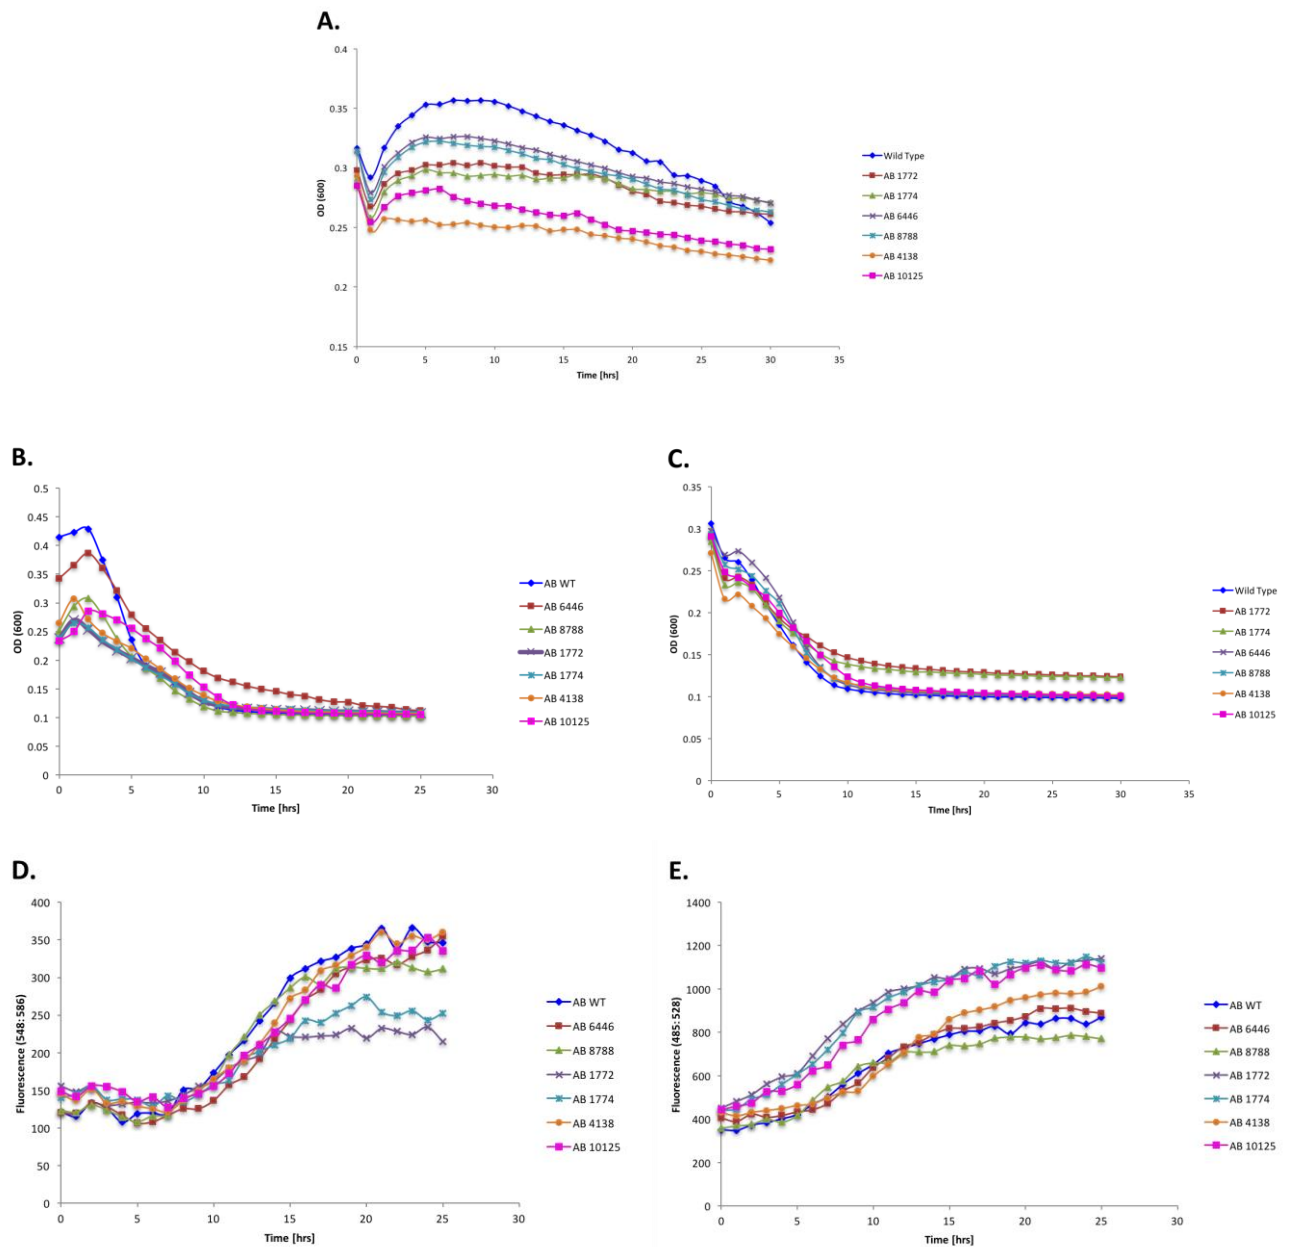 A.
0.4
0.35
0.3
0.25
0.2
0.15
OD (600)
0 5 10 15 20 25 30 35
Time [hrs]
Wild Type
AB 1772
AB 1774
AB 6446
AB 8788
AB 4138
AB 10125
B.
0.5
0.45
0.4
0.35
0.3
0.25
0.2
0.15
0.1
0.05
0
OD (600)
0 5 10 15 20 25 30
Time [hrs]
AB WT
AB 6446
AB 8788
AB 1772
AB 1774
AB 4138
AB 10125
C.
0.35
0.3
0.25
0.2
0.15
0.1
0.05
0
OD (600)
0 5 10 15 20 25 30 35
TIme [hrs]
Wild Type
AB 1772
AB 1774
AB 6446
AB 8788
AB 4138
AB 10125
D.
400
350
300
250
200
150
100
50
0
Fluorescence (548: 586)
0 5 10 15 20 25 30
Time [hrs]
AB WT
AB 6446
AB 8788
AB 1772
AB 1774
AB 4138
AB 10125
E.
1400
1200
1000
800
600
400
200
0
Fluorescence (485: 528)
0 5 10 15 20 25 30
Time [hrs]
AB WT
AB 6446
AB 8788
AB 1772
AB 1774
AB 4138
AB 10125